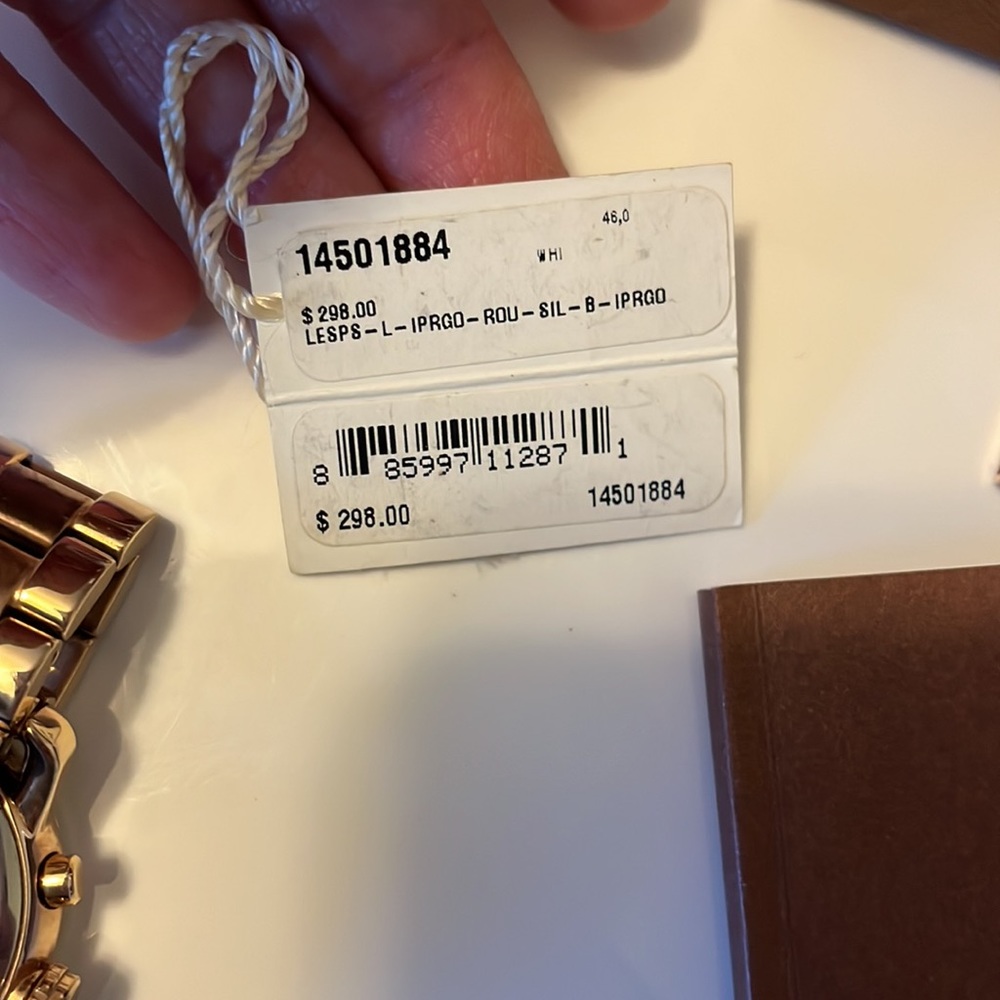 46,0
14501884 WHI
$ 298.00
LESPS-L-IPRGO-ROU-SIL-B-IPRGO
8 85997 11287 1
14501884
$ 298.00